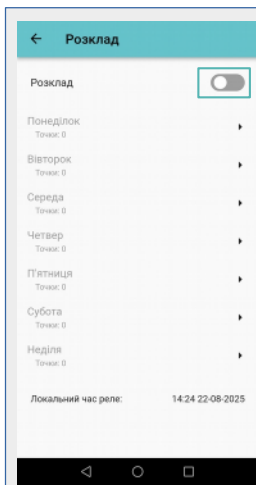 Розклад
Розклад
Понеділок
Точки: 0
Вівторок
Точки: 0
Середа
Точки: 0
Четвер
Точки: 0
П'ятниця
Точки: 0
Субота
Точки: 0
Неділя
Точки: 0
Локальний час реле: 14:24 22-08-2025